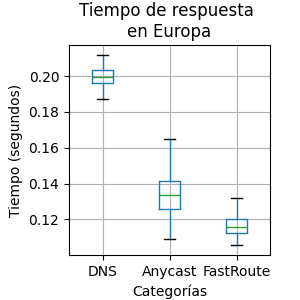 Tiempo de respuesta
en Europa
Tiempo (segundos)
0.20
0.18
0.16
0.14
0.12
DNS
Anycast
FastRoute
Categorías